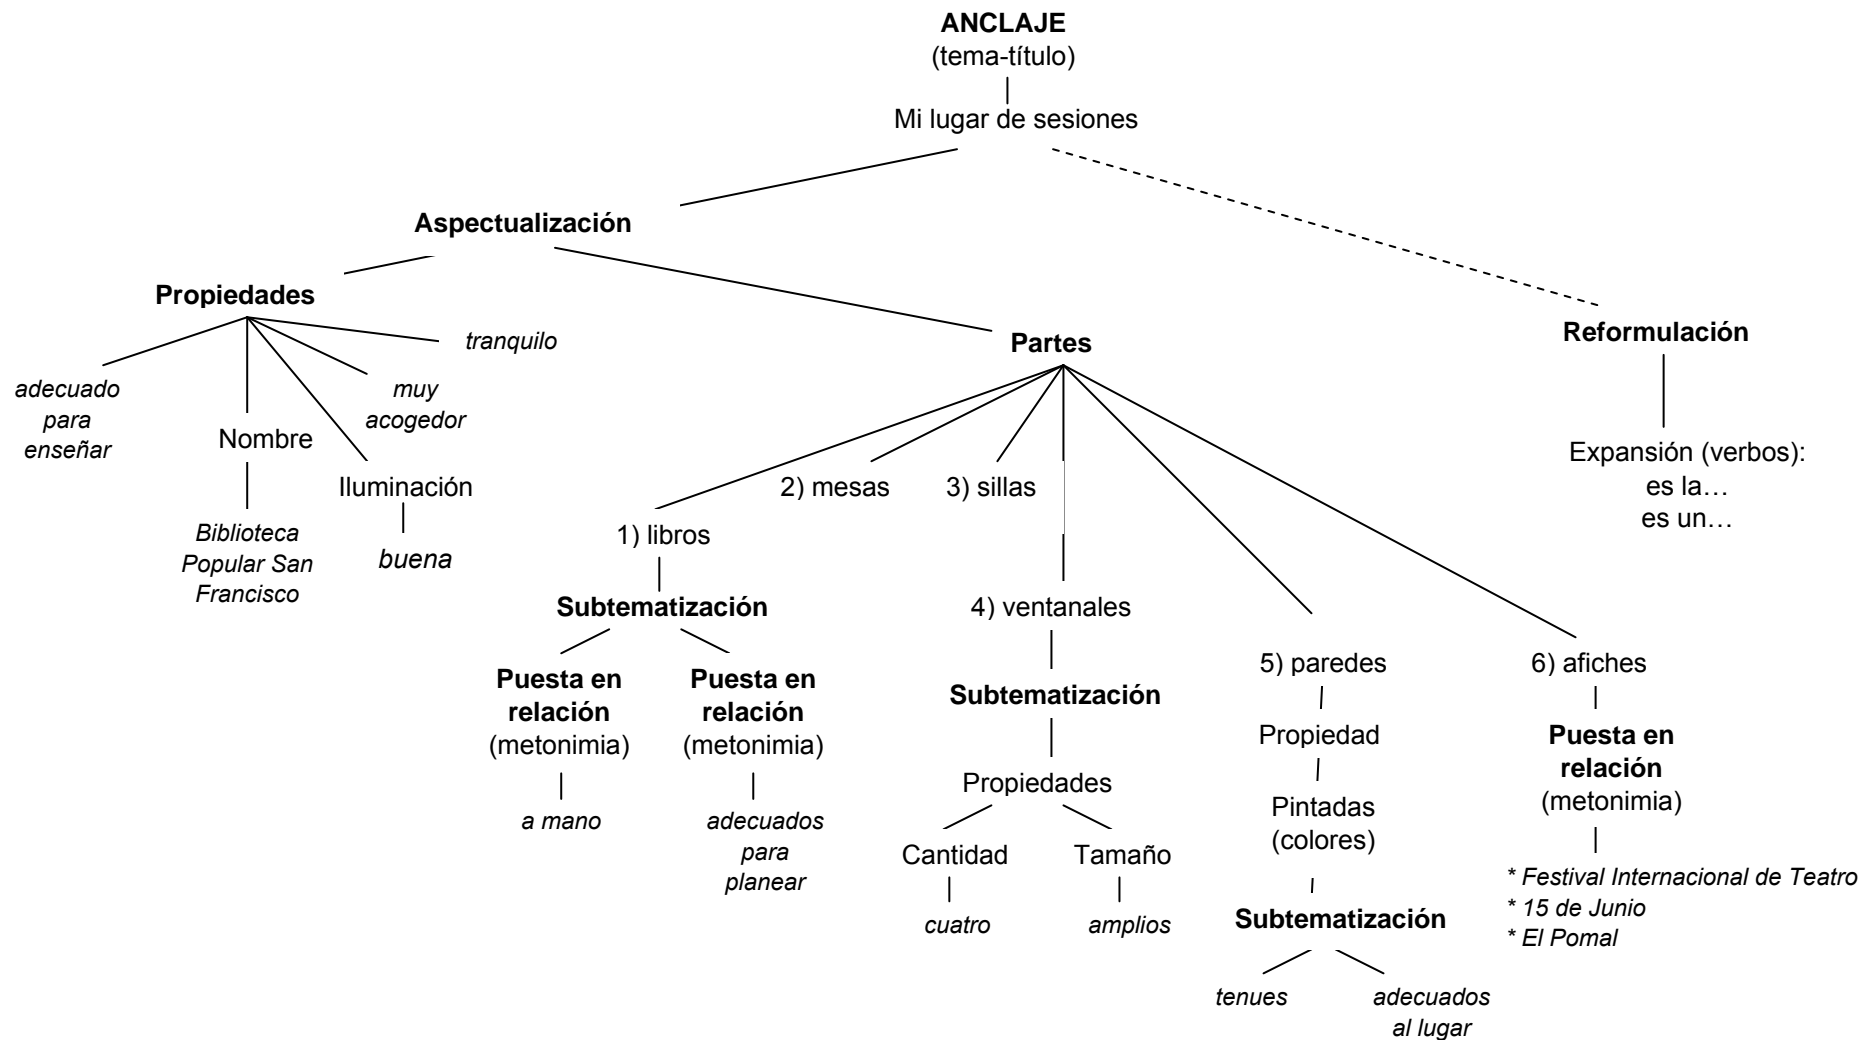 ANCLAJE
(tema-título)
Mi lugar de sesiones
Aspectualización
Propiedades
tranquilo
adecuado
para
enseñar
Nombre
Biblioteca
Popular San
Francisco
muy
acogedor
Iluminación
buena
Partes
1) libros
Subtematización
Puesta en
relación
(metonimia)
a mano
Puesta en
relación
(metonimia)
adecuados
para
planear
2) mesas
3) sillas
4) ventanales
Subtematización
Propiedades
Cantidad
cuatro
Tamaño
amplios
5) paredes
Propiedad
Pintadas
(colores)
Subtematización
tenues
adecuados
al lugar
6) afiches
Puesta en
relación
(metonimia)
* Festival Internacional de Teatro
* 15 de Junio
* El Pomal
Reformulación
Expansión (verbos):
es la…
es un…